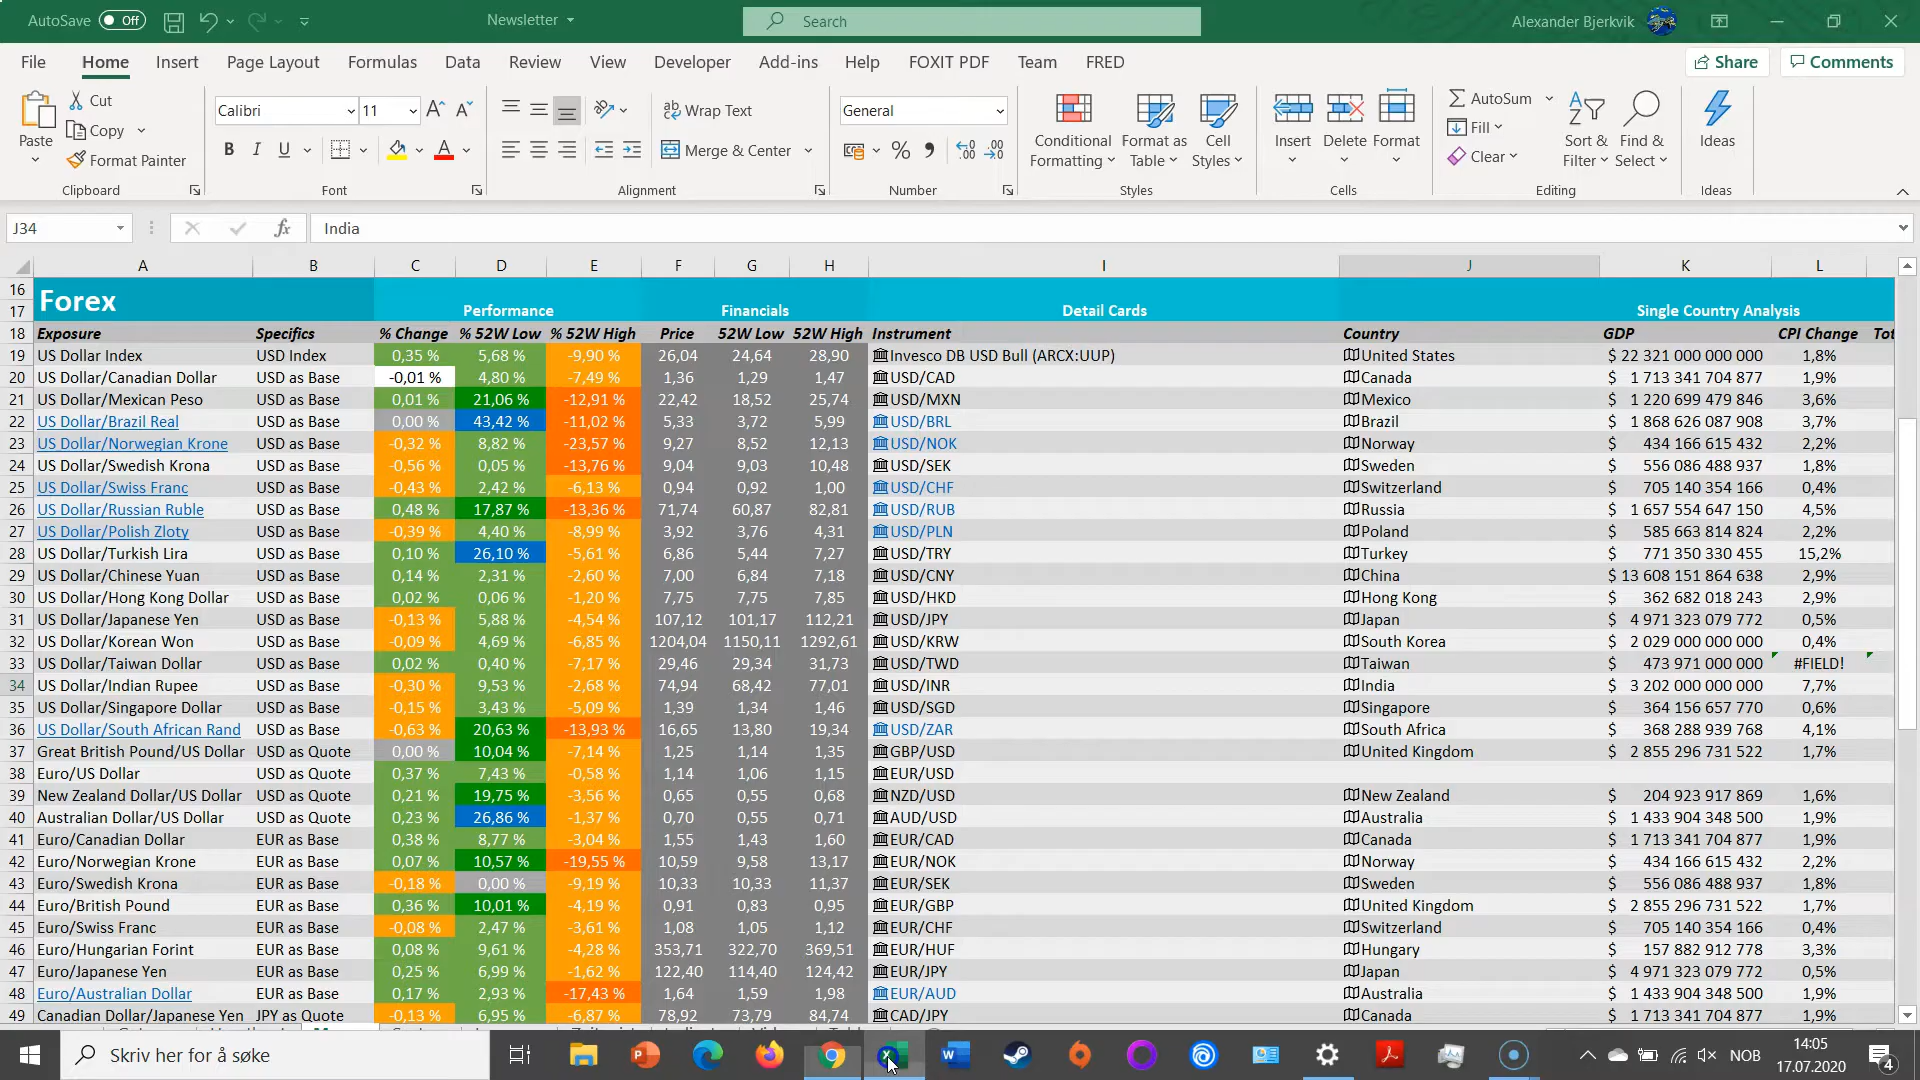 AutoSave Off Newsletter Search Alexander Bjerkvik
File Home Insert Page Layout Formulas Data Review View Developer Add-ins Help FOXIT PDF Team FRED Share Comments
Paste Cut Copy Format Painter Clipboard
Calibri 11 B I U A Font
Wrap Text Merge & Center Alignment
General % Number
Conditional Formatting Format as Table Cell Styles Styles
Insert Delete Format Cells
AutoSum Fill Clear Sort & Filter Find & Select Editing
Ideas Ideas
J34 fx India
A B C D E F G H I J K L
16 Forex
17 Performance Financials Detail Cards Single Country Analysis
18 Exposure Specifics % Change % 52W Low % 52W High Price 52W Low 52W High Instrument Country GDP CPI Change Tot
19 US Dollar Index USD Index 0,35 % 5,68 % -9,90 % 26,04 24,64 28,90 Invesco DB USD Bull (ARCX:UUP) United States $ 22 321 000 000 000 1,8%
20 US Dollar/Canadian Dollar USD as Base -0,01 % 4,80 % -7,49 % 1,36 1,29 1,47 USD/CAD Canada $ 1 713 341 704 877 1,9%
21 US Dollar/Mexican Peso USD as Base 0,01 % 21,06 % -12,91 % 22,42 18,52 25,74 USD/MXN Mexico $ 1 220 699 479 846 3,6%
22 US Dollar/Brazil Real USD as Base 0,00 % 43,42 % -11,02 % 5,33 3,72 5,99 USD/BRL Brazil $ 1 868 626 087 908 3,7%
23 US Dollar/Norwegian Krone USD as Base -0,32 % 8,82 % -23,57 % 9,27 8,52 12,13 USD/NOK Norway $ 434 166 615 432 2,2%
24 US Dollar/Swedish Krona USD as Base -0,56 % 0,05 % -13,76 % 9,04 9,03 10,48 USD/SEK Sweden $ 556 086 488 937 1,8%
25 US Dollar/Swiss Franc USD as Base -0,43 % 2,42 % -6,13 % 0,94 0,92 1,00 USD/CHF Switzerland $ 705 140 354 166 0,4%
26 US Dollar/Russian Ruble USD as Base 0,48 % 17,87 % -13,36 % 71,74 60,87 82,81 USD/RUB Russia $ 1 657 554 647 150 4,5%
27 US Dollar/Polish Zloty USD as Base -0,39 % 4,40 % -8,99 % 3,92 3,76 4,31 USD/PLN Poland $ 585 663 814 824 2,2%
28 US Dollar/Turkish Lira USD as Base 0,10 % 26,10 % -5,61 % 6,86 5,44 7,27 USD/TRY Turkey $ 771 350 330 455 15,2%
29 US Dollar/Chinese Yuan USD as Base 0,14 % 2,31 % -2,60 % 7,00 6,84 7,18 USD/CNY China $ 13 608 151 864 638 2,9%
30 US Dollar/Hong Kong Dollar USD as Base 0,02 % 0,06 % -1,20 % 7,75 7,75 7,85 USD/HKD Hong Kong $ 362 682 018 243 2,9%
31 US Dollar/Japanese Yen USD as Base -0,13 % 5,88 % -4,54 % 107,12 101,17 112,21 USD/JPY Japan $ 4 971 323 079 772 0,5%
32 US Dollar/Korean Won USD as Base -0,09 % 4,69 % -6,85 % 1204,04 1150,11 1292,61 USD/KRW South Korea $ 2 029 000 000 000 0,4%
33 US Dollar/Taiwan Dollar USD as Base 0,02 % 0,40 % -7,17 % 29,46 29,34 31,73 USD/TWD Taiwan $ 473 971 000 000 #FIELD!
34 US Dollar/Indian Rupee USD as Base -0,30 % 9,53 % -2,68 % 74,94 68,42 77,01 USD/INR India $ 3 202 000 000 000 7,7%
35 US Dollar/Singapore Dollar USD as Base -0,15 % 3,43 % -5,09 % 1,39 1,34 1,46 USD/SGD Singapore $ 364 156 657 770 0,6%
36 US Dollar/South African Rand USD as Base -0,63 % 20,63 % -13,93 % 16,65 13,80 19,34 USD/ZAR South Africa $ 368 288 939 768 4,1%
37 Great British Pound/US Dollar USD as Quote 0,00 % 10,04 % -7,14 % 1,25 1,14 1,35 GBP/USD United Kingdom $ 2 855 296 731 522 1,7%
38 Euro/US Dollar USD as Quote 0,37 % 7,43 % -0,58 % 1,14 1,06 1,15 EUR/USD
39 New Zealand Dollar/US Dollar USD as Quote 0,21 % 19,75 % -3,56 % 0,65 0,55 0,68 NZD/USD New Zealand $ 204 923 917 869 1,6%
40 Australian Dollar/US Dollar USD as Quote 0,23 % 26,86 % -1,37 % 0,70 0,55 0,71 AUD/USD Australia $ 1 433 904 348 500 1,9%
41 Euro/Canadian Dollar EUR as Base 0,38 % 8,77 % -3,04 % 1,55 1,43 1,60 EUR/CAD Canada $ 1 713 341 704 877 1,9%
42 Euro/Norwegian Krone EUR as Base 0,07 % 10,57 % -19,55 % 10,59 9,58 13,17 EUR/NOK Norway $ 434 166 615 432 2,2%
43 Euro/Swedish Krona EUR as Base -0,18 % 0,00 % -9,19 % 10,33 10,33 11,37 EUR/SEK Sweden $ 556 086 488 937 1,8%
44 Euro/British Pound EUR as Base 0,36 % 10,01 % -4,19 % 0,91 0,83 0,95 EUR/GBP United Kingdom $ 2 855 296 731 522 1,7%
45 Euro/Swiss Franc EUR as Base -0,08 % 2,47 % -3,61 % 1,08 1,05 1,12 EUR/CHF Switzerland $ 705 140 354 166 0,4%
46 Euro/Hungarian Forint EUR as Base 0,08 % 9,61 % -4,28 % 353,71 322,70 369,51 EUR/HUF Hungary $ 157 882 912 778 3,3%
47 Euro/Japanese Yen EUR as Base 0,25 % 6,99 % -1,62 % 122,40 114,40 124,42 EUR/JPY Japan $ 4 971 323 079 772 0,5%
48 Euro/Australian Dollar EUR as Base 0,17 % 2,93 % -17,43 % 1,64 1,59 1,98 EUR/AUD Australia $ 1 433 904 348 500 1,9%
49 Canadian Dollar/Japanese Yen JPY as Quote -0,13 % 6,95 % -6,87 % 78,92 73,79 84,74 CAD/JPY Canada $ 1 713 341 704 877 1,9%
Skriv her for å søke NOB 14:05
17.07.2020 4